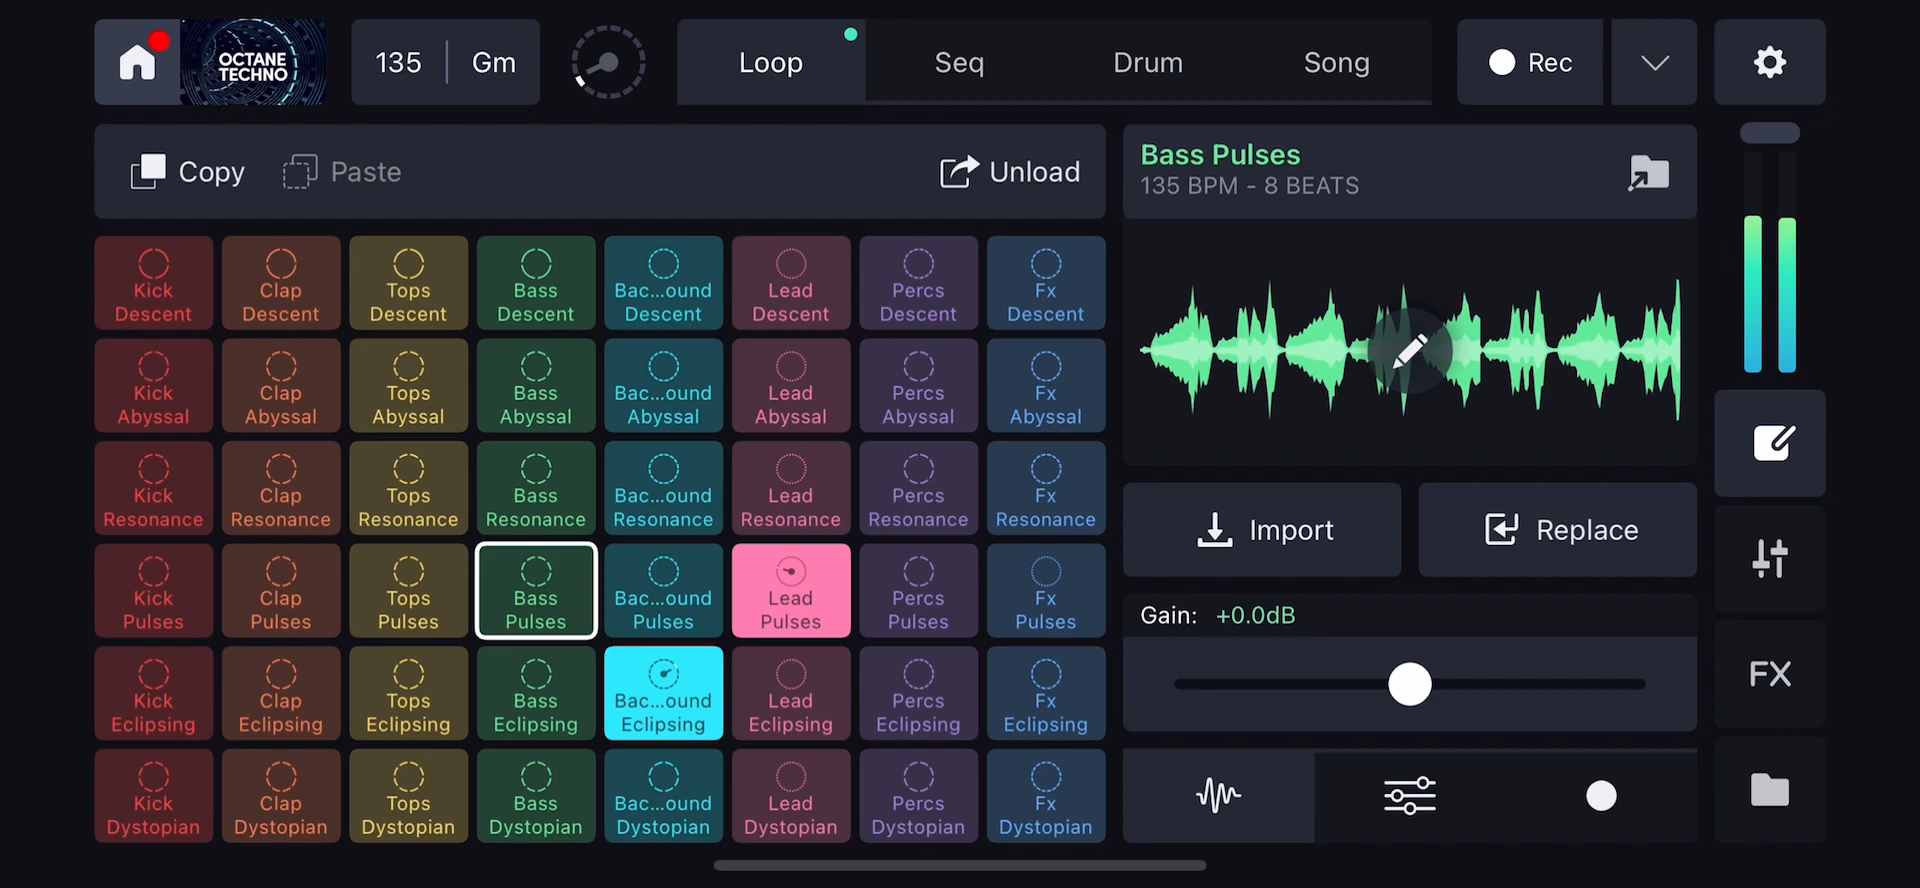 OCTANE
TECHNO
135 Gm
Loop Seq Drum Song
Rec
Copy Paste Unload
Bass Pulses
135 BPM - 8 BEATS
Kick
Descent
Clap
Descent
Tops
Descent
Bass
Descent
Bac...ound
Descent
Lead
Descent
Percs
Descent
Fx
Descent
Kick
Abyssal
Clap
Abyssal
Tops
Abyssal
Bass
Abyssal
Bac...ound
Abyssal
Lead
Abyssal
Percs
Abyssal
Fx
Abyssal
Kick
Resonance
Clap
Resonance
Tops
Resonance
Bass
Resonance
Bac...ound
Resonance
Lead
Resonance
Percs
Resonance
Fx
Resonance
Kick
Pulses
Clap
Pulses
Tops
Pulses
Bass
Pulses
Bac...ound
Pulses
Lead
Pulses
Percs
Pulses
Fx
Pulses
Kick
Eclipsing
Clap
Eclipsing
Tops
Eclipsing
Bass
Eclipsing
Bac...ound
Eclipsing
Lead
Eclipsing
Percs
Eclipsing
Fx
Eclipsing
Kick
Dystopian
Clap
Dystopian
Tops
Dystopian
Bass
Dystopian
Bac...ound
Dystopian
Lead
Dystopian
Percs
Dystopian
Fx
Dystopian
Import Replace
Gain: +0.0dB
FX